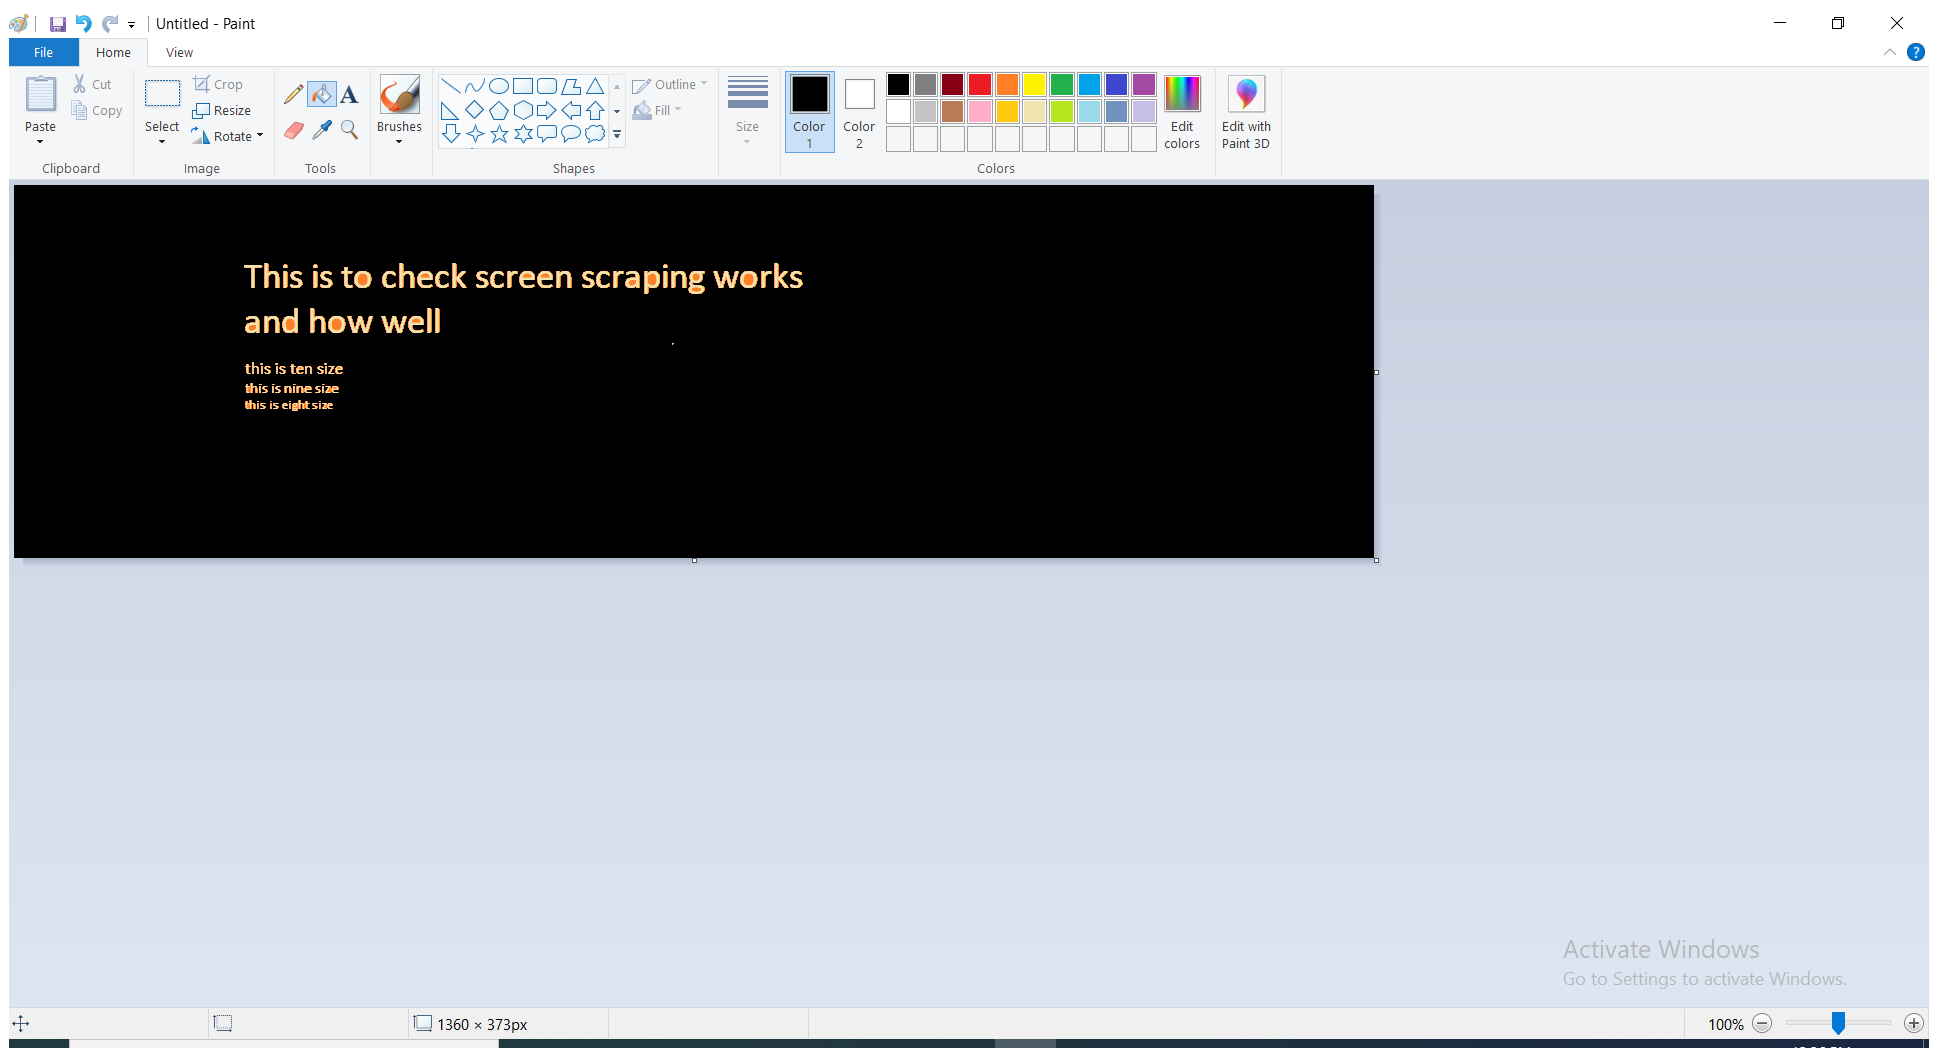 Untitled - Paint
File Home View
Paste
Cut
Copy
Clipboard
Select
Crop
Resize
Rotate
Image
A
Tools
Brushes
Shapes
Outline
Fill
Size
Color 1
Color 2
Colors
Edit colors
Edit with Paint 3D
This is to check screen scraping works
and how well
this is ten size
this is nine size
this is eight size
Activate Windows
Go to Settings to activate Windows.
1360 × 373px
100%